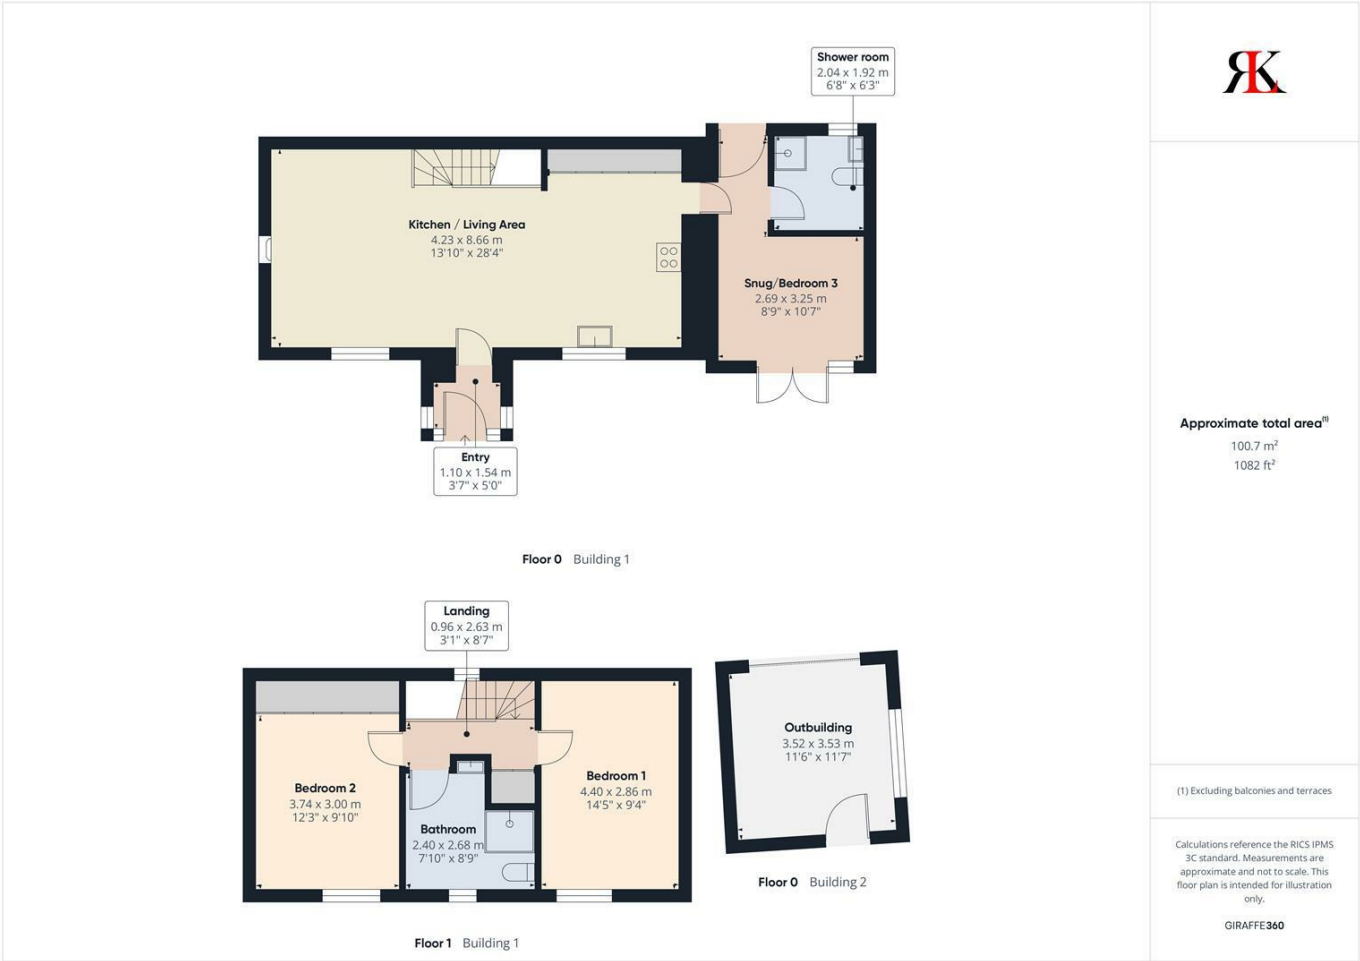 Shower room
2.04 x 1.92 m
6'8" x 6'3"
Kitchen / Living Area
4.23 x 8.66 m
13'10" x 28'4"
Snug/Bedroom 3
2.69 x 3.25 m
8'9" x 10'7"
Entry
1.10 x 1.54 m
3'7" x 5'0"
Floor 0 Building 1
Landing
0.96 x 2.63 m
3'1" x 8'7"
Bedroom 2
3.74 x 3.00 m
12'3" x 9'10"
Bathroom
2.40 x 2.68 m
7'10" x 8'9"
Bedroom 1
4.40 x 2.86 m
14'5" x 9'4"
Floor 1 Building 1
Outbuilding
3.52 x 3.53 m
11'6" x 11'7"
Floor 0 Building 2
RLK
Approximate total area(1)
100.7 m²
1082 ft²
(1) Excluding balconies and terraces
Calculations reference the RICS IPMS
3C standard. Measurements are
approximate and not to scale. This
floor plan is intended for illustration
only.
GIRAFFE360